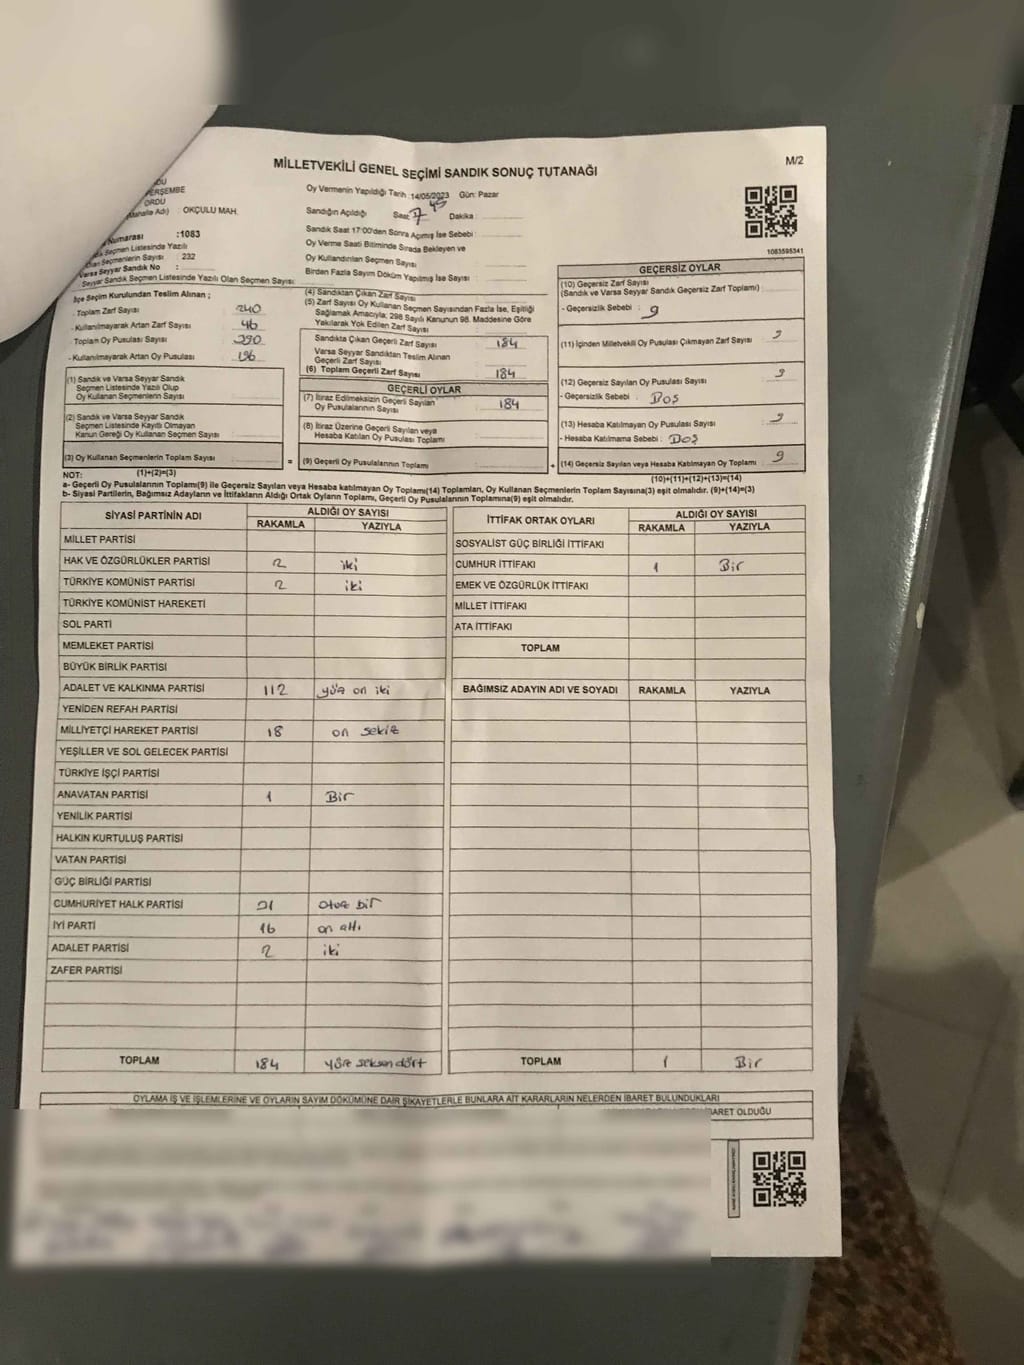 MİLLETVEKİLİ GENEL SEÇİMİ SANDIK SONUÇ TUTANAĞI
M/2
ERŞEMBE
ORDU
(Mahalle Adı) : OKÇULU MAH.
Numarası :1083
Seçmen Listesinde Yazılı
Seçmenlerin Sayısı : 232
Varsa Seyyar Sandık No :
Seyyar Sandık Seçmen Listesinde Yazılı Olan Seçmen Sayısı:
İlçe Seçim Kurulundan Teslim Alınan ;
- Toplam Zarf Sayısı 240
- Kullanılmayarak Artan Zarf Sayısı 46
- Toplam Oy Pusulası Sayısı 390
- Kullanılmayarak Artan Oy Pusulası 196
(1) Sandık ve Varsa Seyyar Sandık
Seçmen Listesinde Yazılı Olup
Oy Kullanan Seçmenlerin Sayısı
(2) Sandık ve Varsa Seyyar Sandık
Seçmen Listesinde Kayıtlı Olmayan
Kanun Gereği Oy Kullanan Seçmen Sayısı
(3) Oy Kullanan Seçmenlerin Toplam Sayısı
Oy Vermenin Yapıldığı Tarih :14/05/2023 Gün: Pazar
Sandığın Açıldığı Saat: 7 45 Dakika :
Sandık Saat 17:00'den Sonra Açılmış İse Sebebi :
Oy Verme Saati Bitiminde Sırada Bekleyen ve
Oy Kullandırılan Seçmen Sayısı
Birden Fazla Sayım Döküm Yapılmış İse Sayısı :
(4) Sandıktan Çıkan Zarf Sayısı
(5) Zarf Sayısı Oy Kullanan Seçmen Sayısından Fazla İse, Eşitliği
Sağlamak Amacıyla; 298 Sayılı Kanunun 98. Maddesine Göre
Yakılarak Yok Edilen Zarf Sayısı
Sandıkta Çıkan Geçerli Zarf Sayısı 184
Varsa Seyyar Sandıktan Teslim Alınan
Geçerli Zarf Sayısı
(6) Toplam Geçerli Zarf Sayısı 184
GEÇERLİ OYLAR
(7) İtiraz Edilmeksizin Geçerli Sayılan
Oy Pusulalarının Sayısı 184
(8) İtiraz Üzerine Geçerli Sayılan veya
Hesaba Katılan Oy Pusulası Toplamı
= (9) Geçerli Oy Pusulalarının Toplamı
1083595341
GEÇERSİZ OYLAR
(10) Geçersiz Zarf Sayısı
(Sandık ve Varsa Seyyar Sandık Geçersiz Zarf Toplamı)
- Geçersizlik Sebebi : 9
(11) İçinden Milletvekili Oy Pusulası Çıkmayan Zarf Sayısı 9
(12) Geçersiz Sayılan Oy Pusulası Sayısı 9
- Geçersizlik Sebebi : Boş
(13) Hesaba Katılmayan Oy Pusulası Sayısı 9
- Hesaba Katılmama Sebebi : Boş
+ (14) Geçersiz Sayılan veya Hesaba Katılmayan Oy Toplamı 9
NOT: (1)+(2)=(3)
(10)+(11)+(12)+(13)=(14)
a- Geçerli Oy Pusulalarının Toplamı(9) ile Geçersiz Sayılan veya Hesaba katılmayan Oy Toplamı(14) Toplamları, Oy Kullanan Seçmenlerin Toplam Sayısına(3) eşit olmalıdır. (9)+(14)=(3)
b- Siyasi Partilerin, Bağımsız Adayların ve İttifakların Aldığı Ortak Oyların Toplamı, Geçerli Oy Pusulalarının Toplamına(9) eşit olmalıdır.
SİYASİ PARTİNİN ADI ALDIĞI OY SAYISI
RAKAMLA YAZIYLA
MİLLET PARTİSİ
HAK VE ÖZGÜRLÜKLER PARTİSİ 2 iki
TÜRKİYE KOMÜNİST PARTİSİ 2 iki
TÜRKİYE KOMÜNİST HAREKETİ
SOL PARTİ
MEMLEKET PARTİSİ
BÜYÜK BİRLİK PARTİSİ
ADALET VE KALKINMA PARTİSİ 112 yüz on iki
YENİDEN REFAH PARTİSİ
MİLLİYETÇİ HAREKET PARTİSİ 18 on sekiz
YEŞİLLER VE SOL GELECEK PARTİSİ
TÜRKİYE İŞÇİ PARTİSİ
ANAVATAN PARTİSİ 1 Bir
YENİLİK PARTİSİ
HALKIN KURTULUŞ PARTİSİ
VATAN PARTİSİ
GÜÇ BİRLİĞİ PARTİSİ
CUMHURİYET HALK PARTİSİ 31 otuz bir
İYİ PARTİ 16 on altı
ADALET PARTİSİ 2 iki
ZAFER PARTİSİ
TOPLAM 184 yüz seksen dört
İTTİFAK ORTAK OYLARI ALDIĞI OY SAYISI
RAKAMLA YAZIYLA
SOSYALİST GÜÇ BİRLİĞİ İTTİFAKI
CUMHUR İTTİFAKI 1 Bir
EMEK VE ÖZGÜRLÜK İTTİFAKI
MİLLET İTTİFAKI
ATA İTTİFAKI
TOPLAM
BAĞIMSIZ ADAYIN ADI VE SOYADI RAKAMLA YAZIYLA
TOPLAM 1 Bir
OYLAMA İŞ VE İŞLEMLERİNE VE OYLARIN SAYIM DÖKÜMÜNE DAİR ŞİKAYETLERLE BUNLARA AİT KARARLARIN NELERDEN İBARET BULUNDUKLARI
BARET OLDUĞU